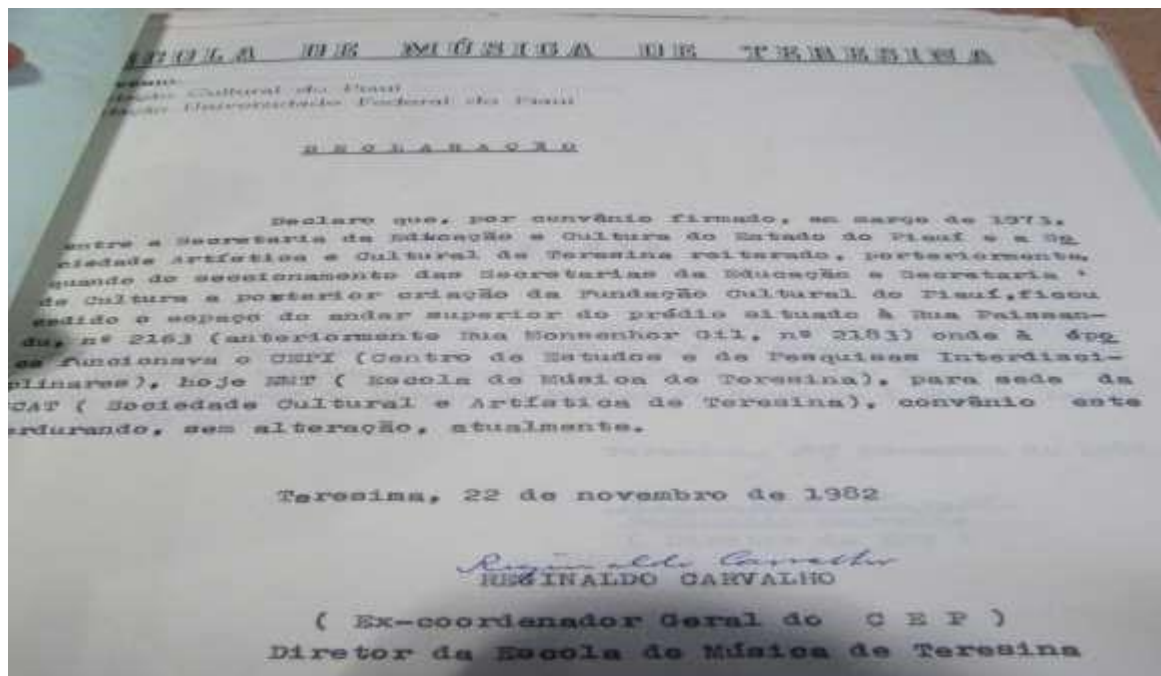 ESCOLA DE MÚSICA DE TERESINA
Cultural do Piauí
Universidade Federal do Piauí
DECLARAÇÃO
Declaro que, por convênio firmado, em março de 1973,
entre a Secretaria de Educação e Cultura do Estado do Piauí e a So
ciedade Artística e Cultural de Teresina reiterado, porteriormente,
quando do seccionamento das Secretarias da Educação e Secretaria '
de Cultura e posterior criação da Fundação Cultural do Piauí,ficou
cedido o espaço do andar superior do prédio situado à Rua Paissan-
du, nº 2163 (anteriormente Rua Monsenhor Gil, nº 2183) onde à épo
ca funcionava o CEPI (Centro de Estudos e de Pesquisas Interdisci-
plinares), hoje EMT ( Escola de Música de Teresina), para sede da
CAT ( Sociedade Cultural e Artística de Teresina), convênio este
erdurando, sem alteração, atualmente.
Teresina, 22 de novembro de 1982
Reginaldo Carvalho
REGINALDO CARVALHO
( Ex-coordenador Geral do C E P )
Diretor da Escola de Música de Teresina